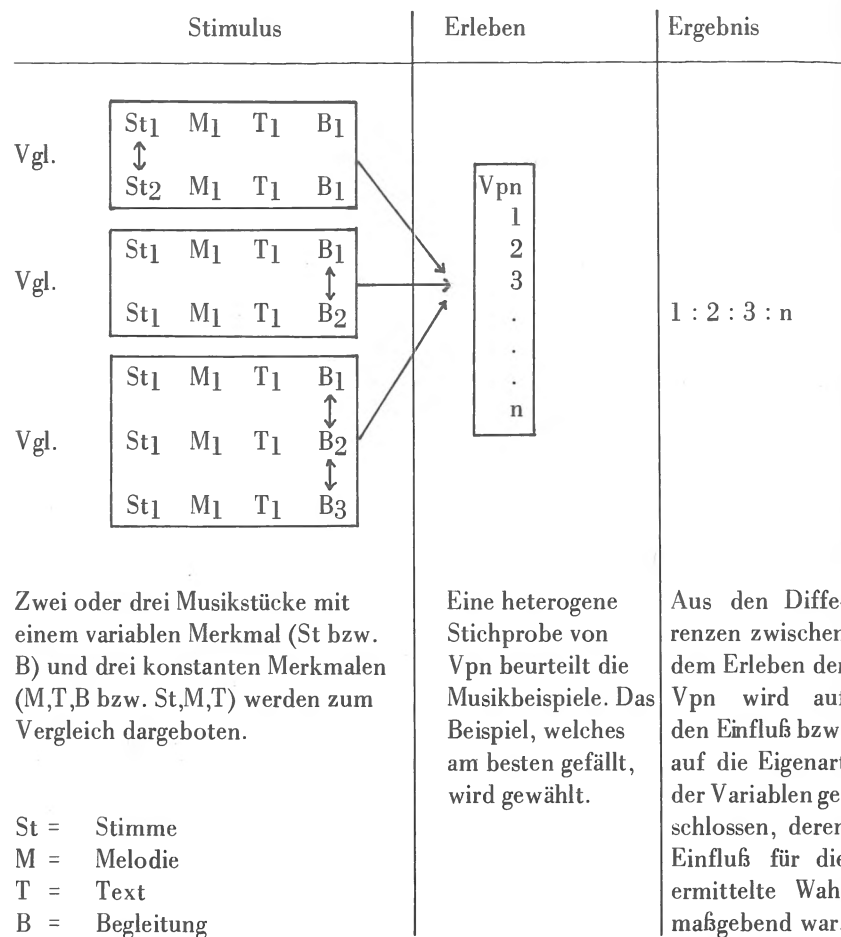 Stimulus Erleben Ergebnis
Vgl.
St1 M1 T1 B1
St2 M1 T1 B1
Vgl.
St1 M1 T1 B1
St1 M1 T1 B2
Vgl.
St1 M1 T1 B1
St1 M1 T1 B2
St1 M1 T1 B3
Vpn
1
2
3
.
.
.
n
1 : 2 : 3 : n
Zwei oder drei Musikstücke mit
einem variablen Merkmal (St bzw.
B) und drei konstanten Merkmalen
(M,T,B bzw. St,M,T) werden zum
Vergleich dargeboten.
St = Stimme
M = Melodie
T = Text
B = Begleitung
Eine heterogene
Stichprobe von
Vpn beurteilt die
Musikbeispiele. Das
Beispiel, welches
am besten gefällt,
wird gewählt.
Aus den Diffe-
renzen zwischen
dem Erleben der
Vpn wird auf
den Einfluß bzw
auf die Eigenart
der Variablen ge
schlossen, deren
Einfluß für die
ermittelte Wah
maßgebend war.